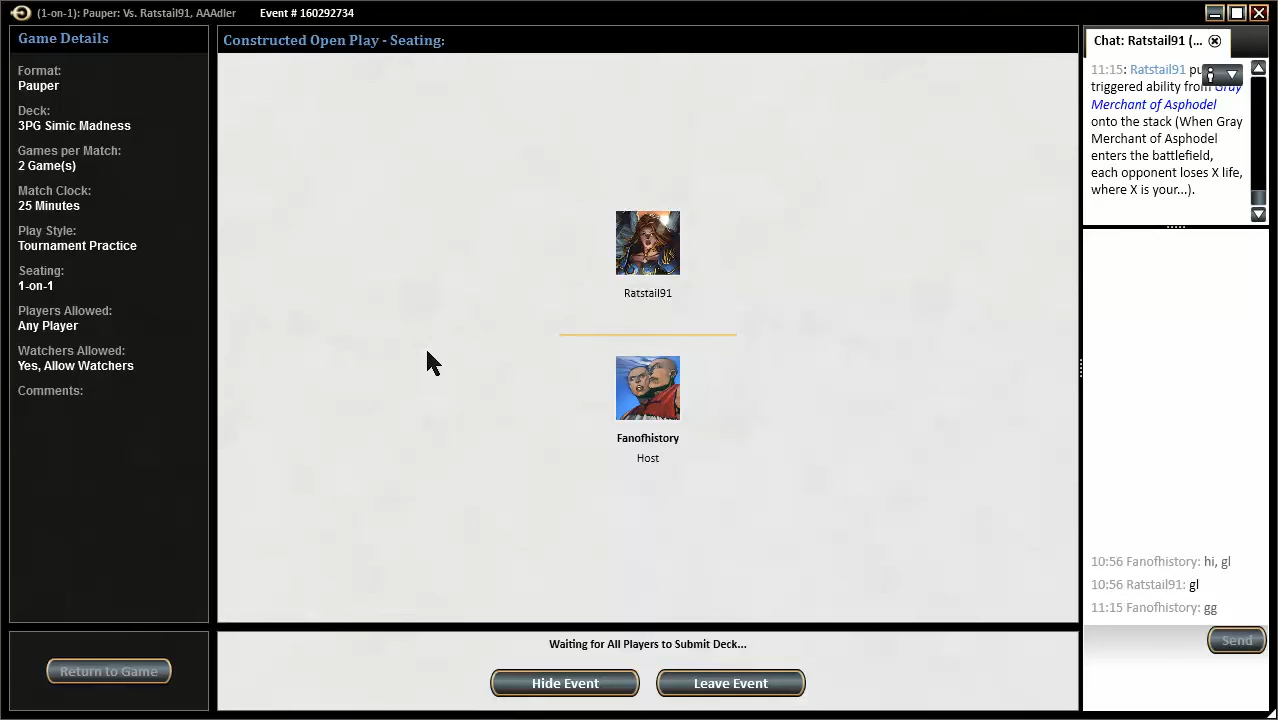 (1-on-1): Pauper: Vs. Ratstail91, AAAdler Event # 160292734
Game Details
Format:
Pauper
Deck:
3PG Simic Madness
Games per Match:
2 Game(s)
Match Clock:
25 Minutes
Play Style:
Tournament Practice
Seating:
1-on-1
Players Allowed:
Any Player
Watchers Allowed:
Yes, Allow Watchers
Comments:
Return to Game
Constructed Open Play - Seating:
Ratstail91
Fanofhistory
Host
Waiting for All Players to Submit Deck...
Hide Event
Leave Event
Chat: Ratstail91 (...
11:15: Ratstail91
triggered ability from Gray
Merchant of Asphodel
onto the stack (When Gray
Merchant of Asphodel
enters the battlefield,
each opponent loses X life,
where X is your...).
10:56 Fanofhistory: hi, gl
10:56 Ratstail91: gl
11:15 Fanofhistory: gg
Send